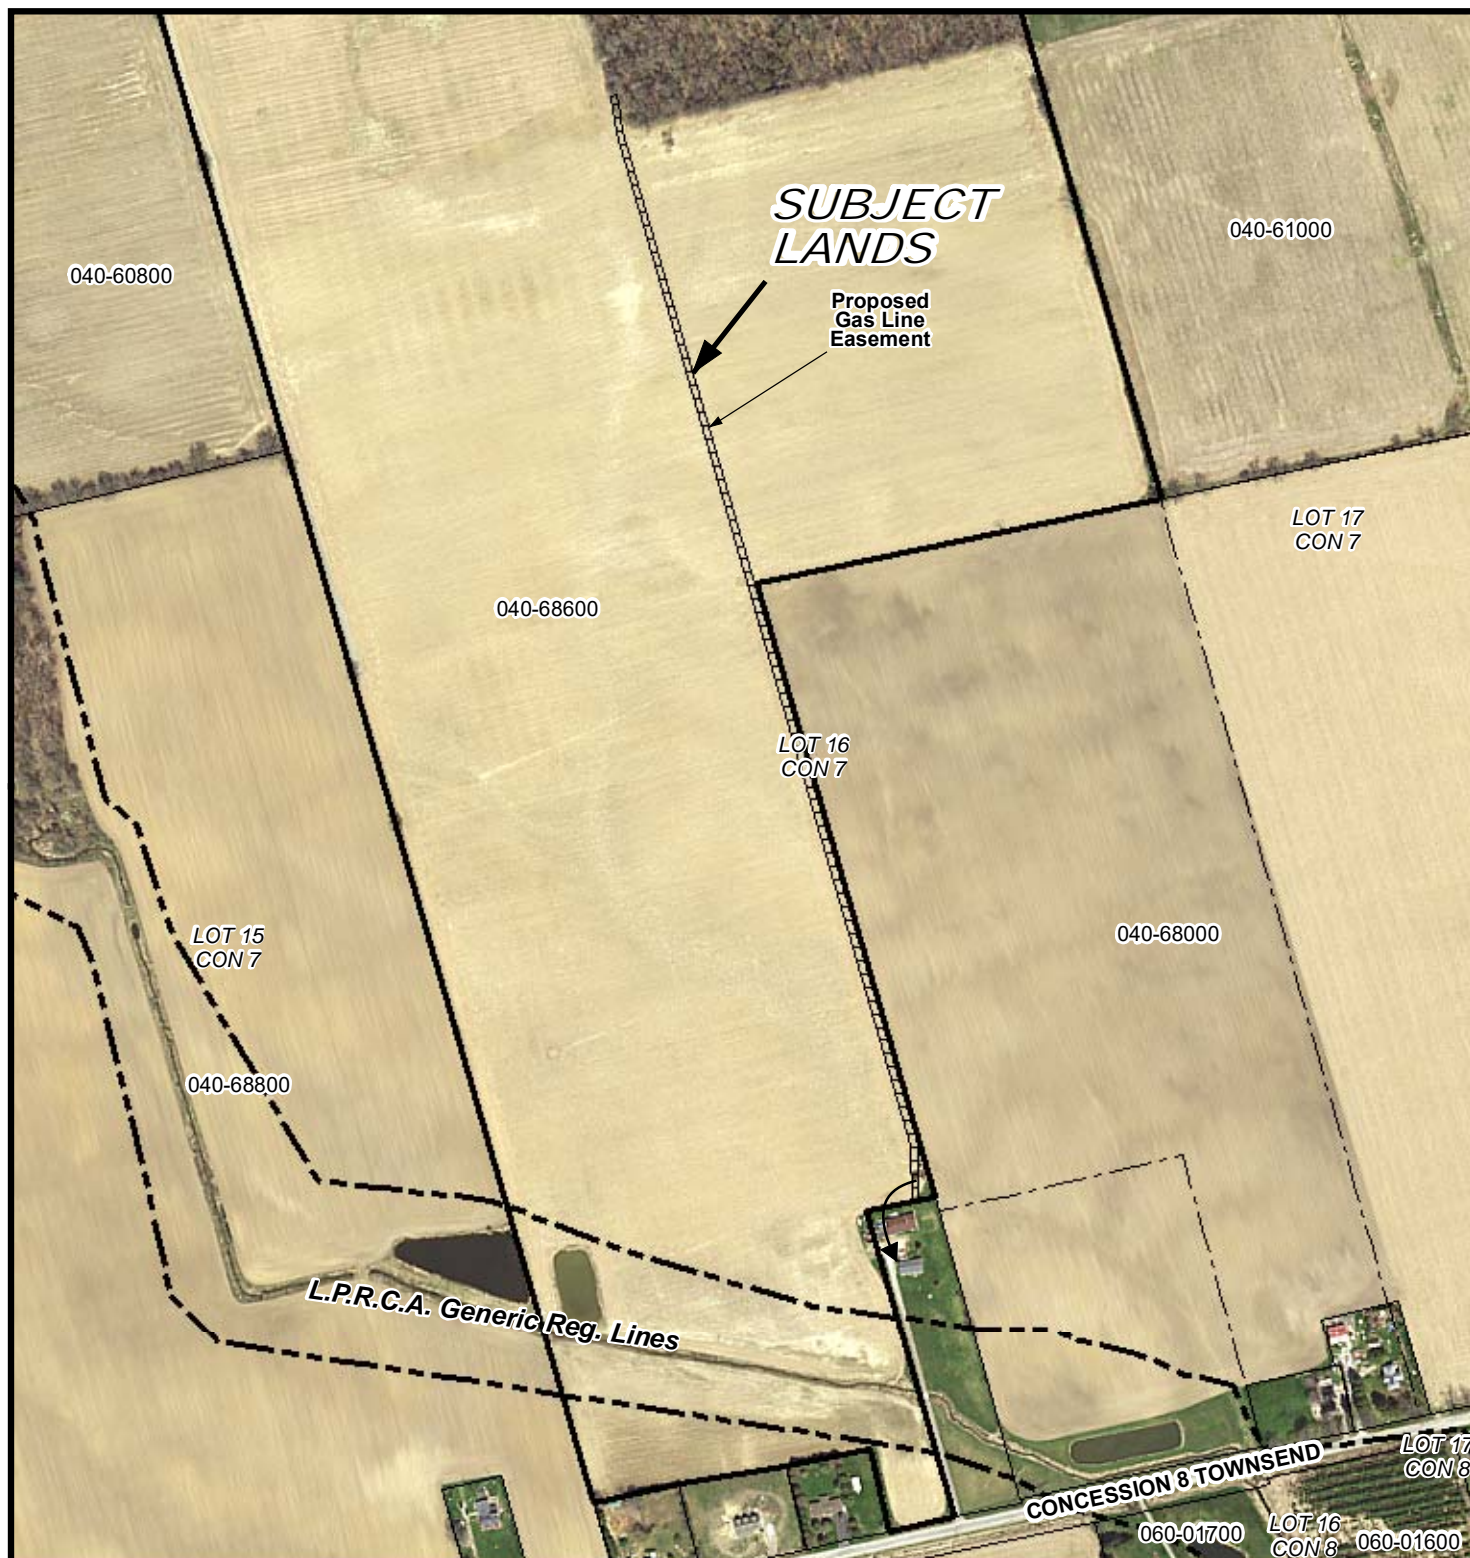 SUBJECT
LANDS
040-61000
040-60800
Proposed
Gas Line
Easement
LOT 17
CON 7
040-68600
LOT 16
CON 7
040-68000
LOT 15
CON 7
040-68800
L.P.R.C.A. Generic Reg. Lines
CONCESSION 8 TOWNSEND
LOT 17
CON 8
060-01700
LOT 16
CON 8
060-01600